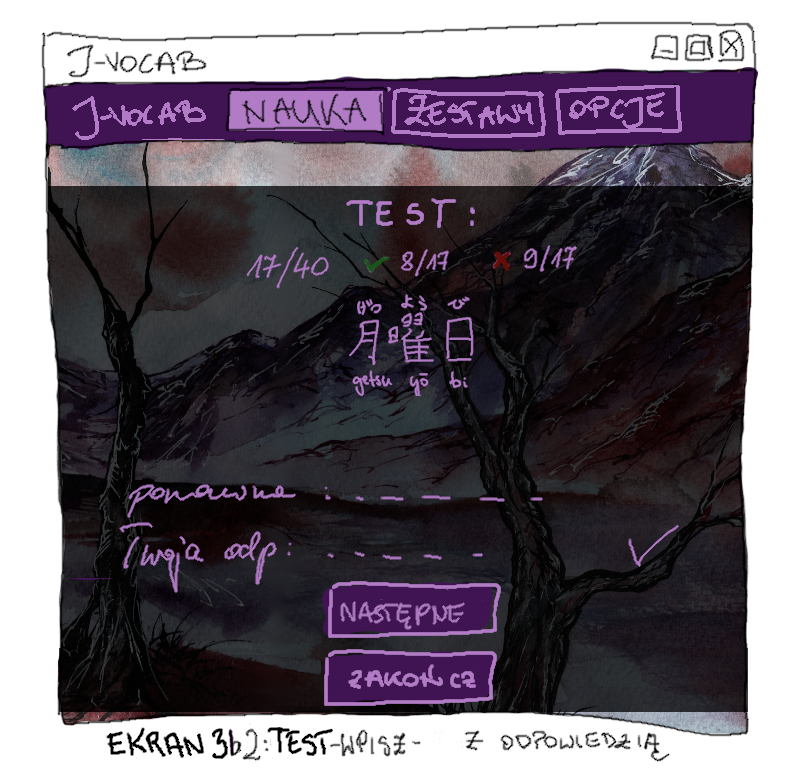 J-VOCAB
J-VOCAB NAUKA ZESTAWY OPCJE
TEST:
17/40 ✓ 8/17 ✗ 9/17
げつ よう び
月曜日
getsu yō bi
poprawna :
Twoja odp:
NASTĘPNE
ZAKOŃCZ
EKRAN 3b2: TEST-WPISZ- Z ODPOWIEDZIĄ